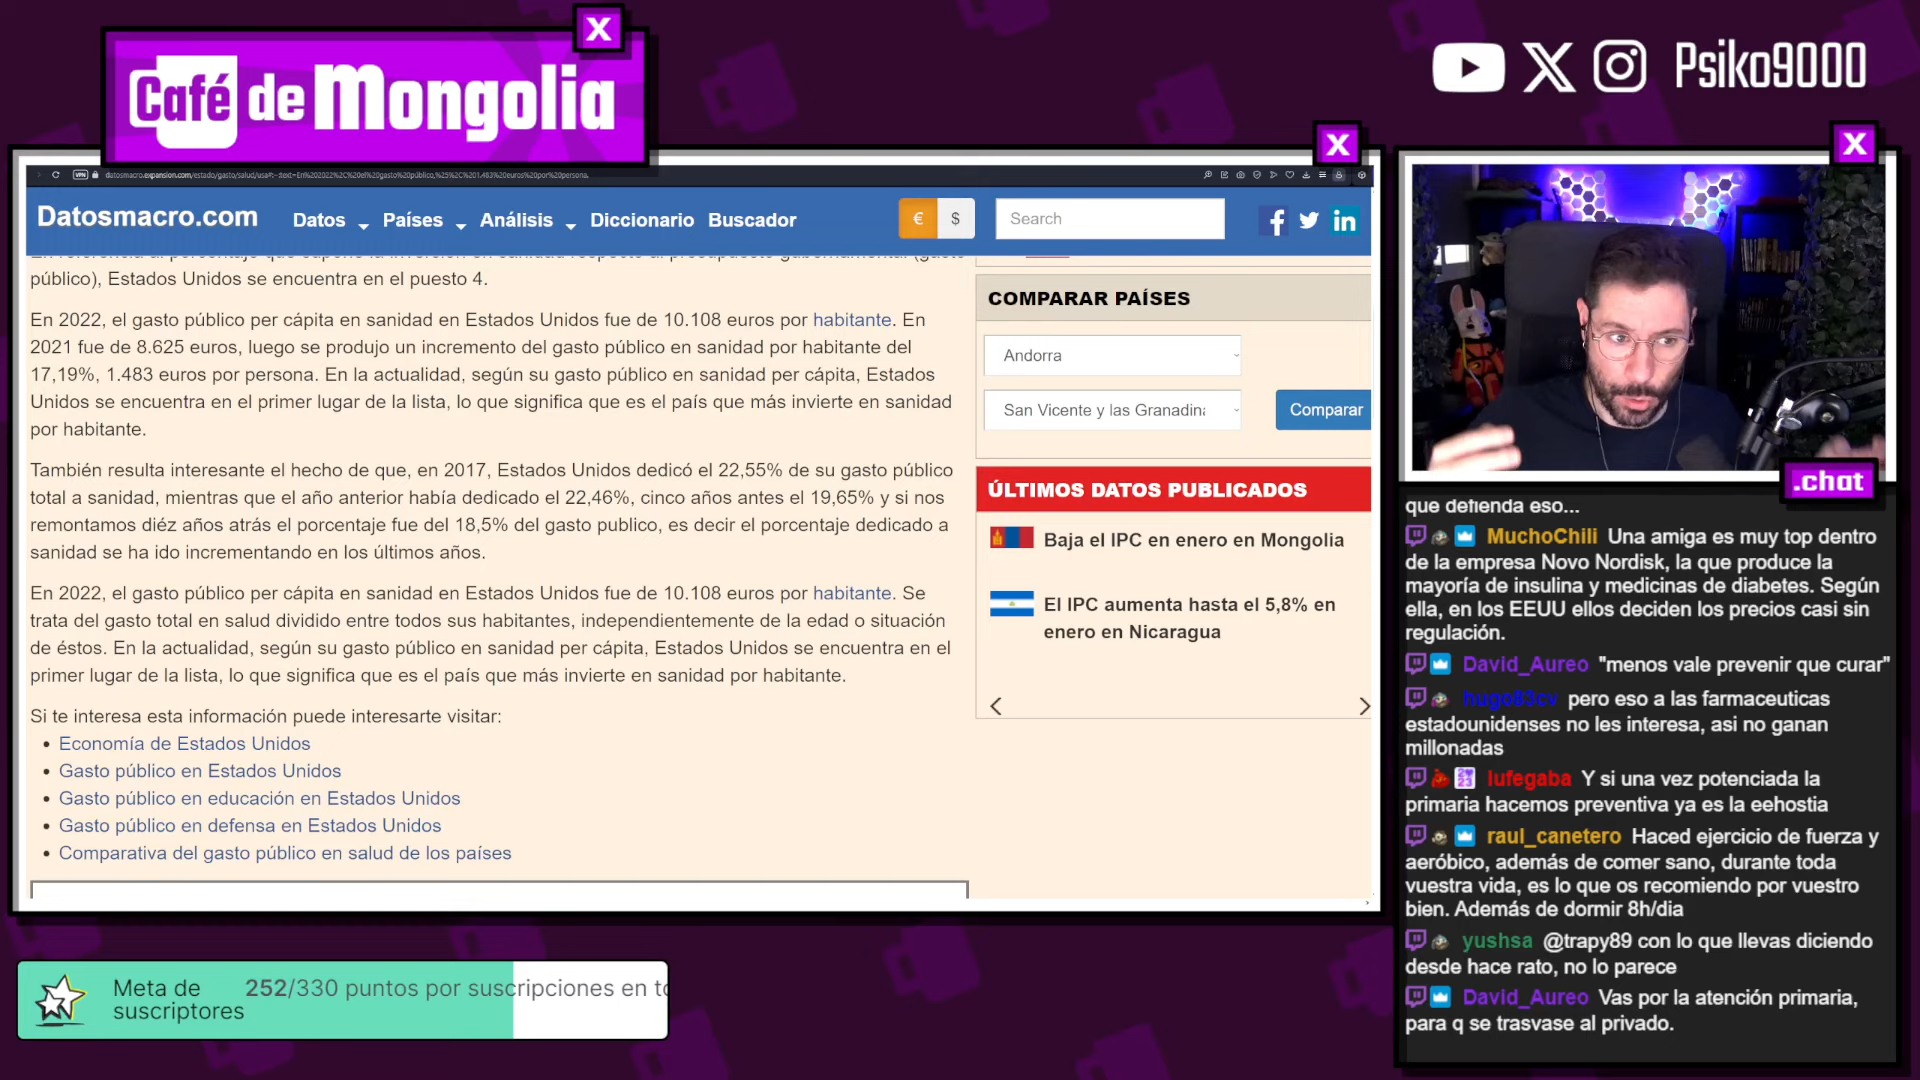 Café de Mongolia
X
Psiko9000
X
X
datosmacro.expansion.com/estado/gasto/salud/usa
Datosmacro.com
Datos
Países
Análisis
Diccionario
Buscador
€
$
Search
público), Estados Unidos se encuentra en el puesto 4.
En 2022, el gasto público per cápita en sanidad en Estados Unidos fue de 10.108 euros por habitante. En
2021 fue de 8.625 euros, luego se produjo un incremento del gasto público en sanidad por habitante del
17,19%, 1.483 euros por persona. En la actualidad, según su gasto público en sanidad per cápita, Estados
Unidos se encuentra en el primer lugar de la lista, lo que significa que es el país que más invierte en sanidad
por habitante.
También resulta interesante el hecho de que, en 2017, Estados Unidos dedicó el 22,55% de su gasto público
total a sanidad, mientras que el año anterior había dedicado el 22,46%, cinco años antes el 19,65% y si nos
remontamos diéz años atrás el porcentaje fue del 18,5% del gasto publico, es decir el porcentaje dedicado a
sanidad se ha ido incrementando en los últimos años.
En 2022, el gasto público per cápita en sanidad en Estados Unidos fue de 10.108 euros por habitante. Se
trata del gasto total en salud dividido entre todos sus habitantes, independientemente de la edad o situación
de éstos. En la actualidad, según su gasto público en sanidad per cápita, Estados Unidos se encuentra en el
primer lugar de la lista, lo que significa que es el país que más invierte en sanidad por habitante.
Si te interesa esta información puede interesarte visitar:
Economía de Estados Unidos
Gasto público en Estados Unidos
Gasto público en educación en Estados Unidos
Gasto público en defensa en Estados Unidos
Comparativa del gasto público en salud de los países
COMPARAR PAÍSES
Andorra
San Vicente y las Granadina
Comparar
ÚLTIMOS DATOS PUBLICADOS
Baja el IPC en enero en Mongolia
El IPC aumenta hasta el 5,8% en
enero en Nicaragua
.chat
que defienda eso...
MuchoChili Una amiga es muy top dentro
de la empresa Novo Nordisk, la que produce la
mayoría de insulina y medicinas de diabetes. Según
ella, en los EEUU ellos deciden los precios casi sin
regulación.
David_Aureo "menos vale prevenir que curar"
hugo83cv pero eso a las farmaceuticas
estadounidenses no les interesa, asi no ganan
millonadas
lufegaba Y si una vez potenciada la
primaria hacemos preventiva ya es la eehostia
raul_canetero Haced ejercicio de fuerza y
aeróbico, además de comer sano, durante toda
vuestra vida, es lo que os recomiendo por vuestro
bien. Además de dormir 8h/dia
yushsa @trapy89 con lo que llevas diciendo
desde hace rato, no lo parece
David_Aureo Vas por la atención primaria,
para q se trasvase al privado.
Meta de
suscriptores
252/330 puntos por suscripciones en to